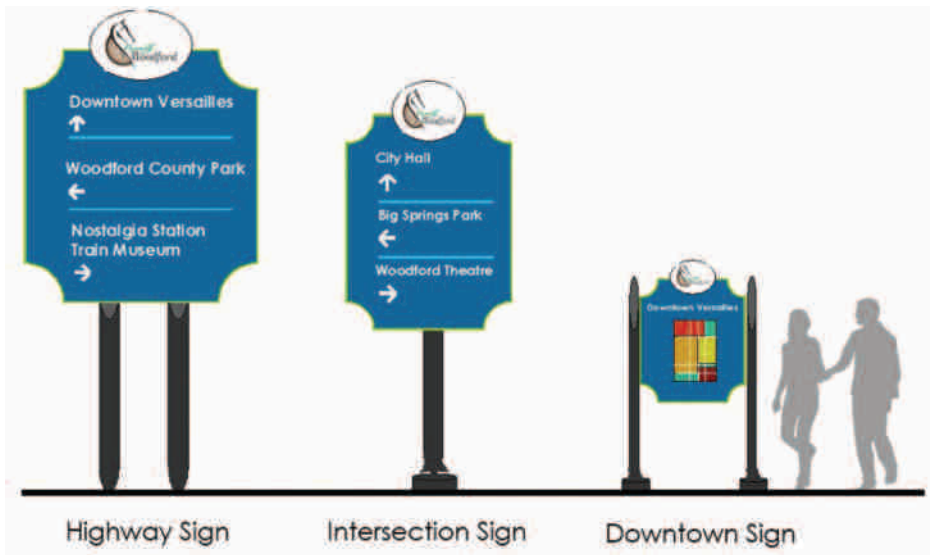 Woodford
Downtown Versailles
↑
Woodford County Park
←
Nostalgia Station
Train Museum
→
Woodford
City Hall
↑
Big Springs Park
←
Woodford Theatre
→
Downtown Versailles
Highway Sign
Intersection Sign
Downtown Sign